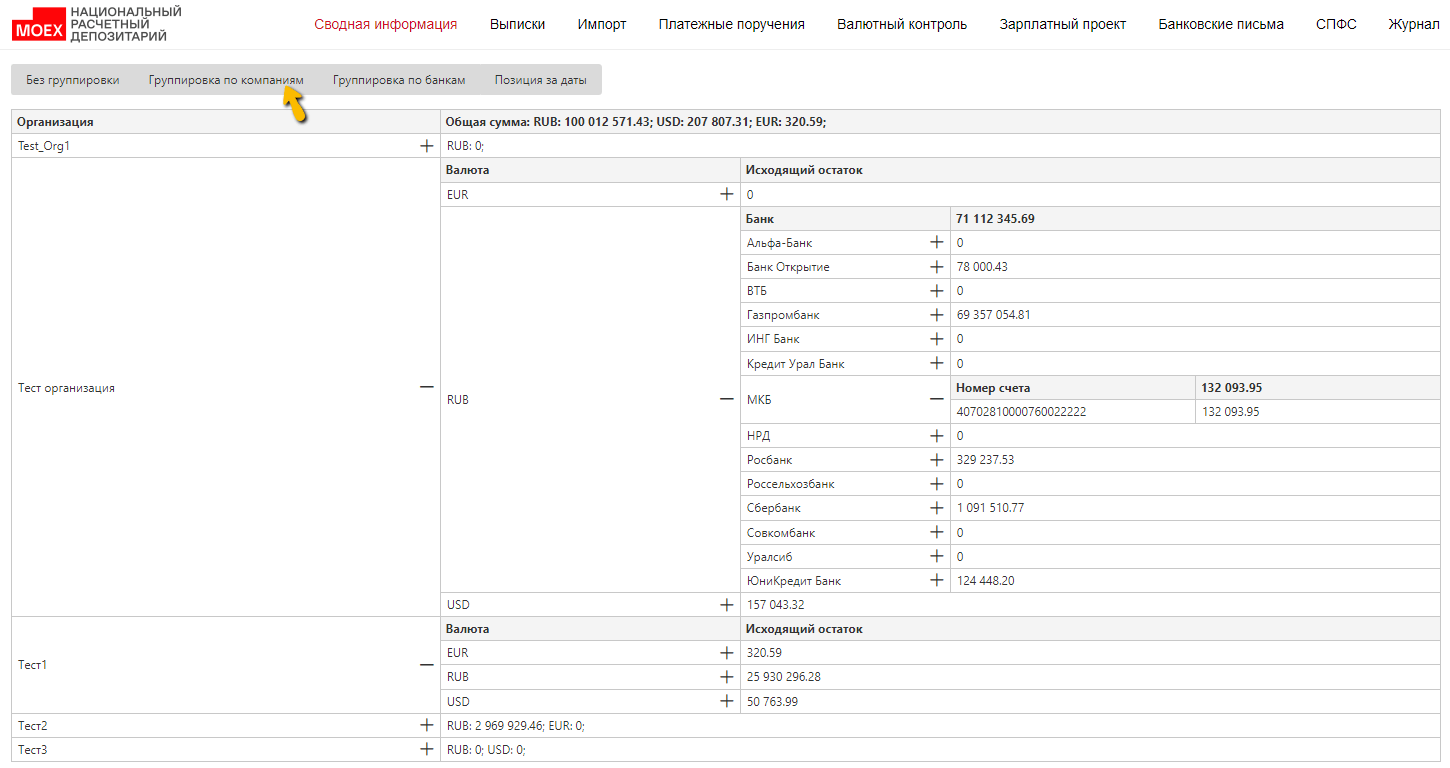 MOEX НАЦИОНАЛЬНЫЙ
РАСЧЕТНЫЙ
ДЕПОЗИТАРИЙ
Сводная информация Выписки Импорт Платежные поручения Валютный контроль Зарплатный проект Банковские письма СПФС Журнал
Без группировки Группировка по компаниям Группировка по банкам Позиция за даты
Организация Общая сумма: RUB: 100 012 571.43; USD: 207 807.31; EUR: 320.59;
Test_Org1 RUB: 0;
Валюта Исходящий остаток
EUR 0
Банк 71 112 345.69
Альфа-Банк 0
Банк Открытие 78 000.43
ВТБ 0
Газпромбанк 69 357 054.81
ИНГ Банк 0
Кредит Урал Банк 0
Тест организация Номер счета 132 093.95
RUB МКБ
40702810000760022222 132 093.95
НРД 0
Росбанк 329 237.53
Россельхозбанк 0
Сбербанк 1 091 510.77
Совкомбанк 0
Уралсиб 0
ЮниКредит Банк 124 448.20
USD 157 043.32
Валюта Исходящий остаток
EUR 320.59
Тест1
RUB 25 930 296.28
USD 50 763.99
Тест2 RUB: 2 969 929.46; EUR: 0;
Тест3 RUB: 0; USD: 0;